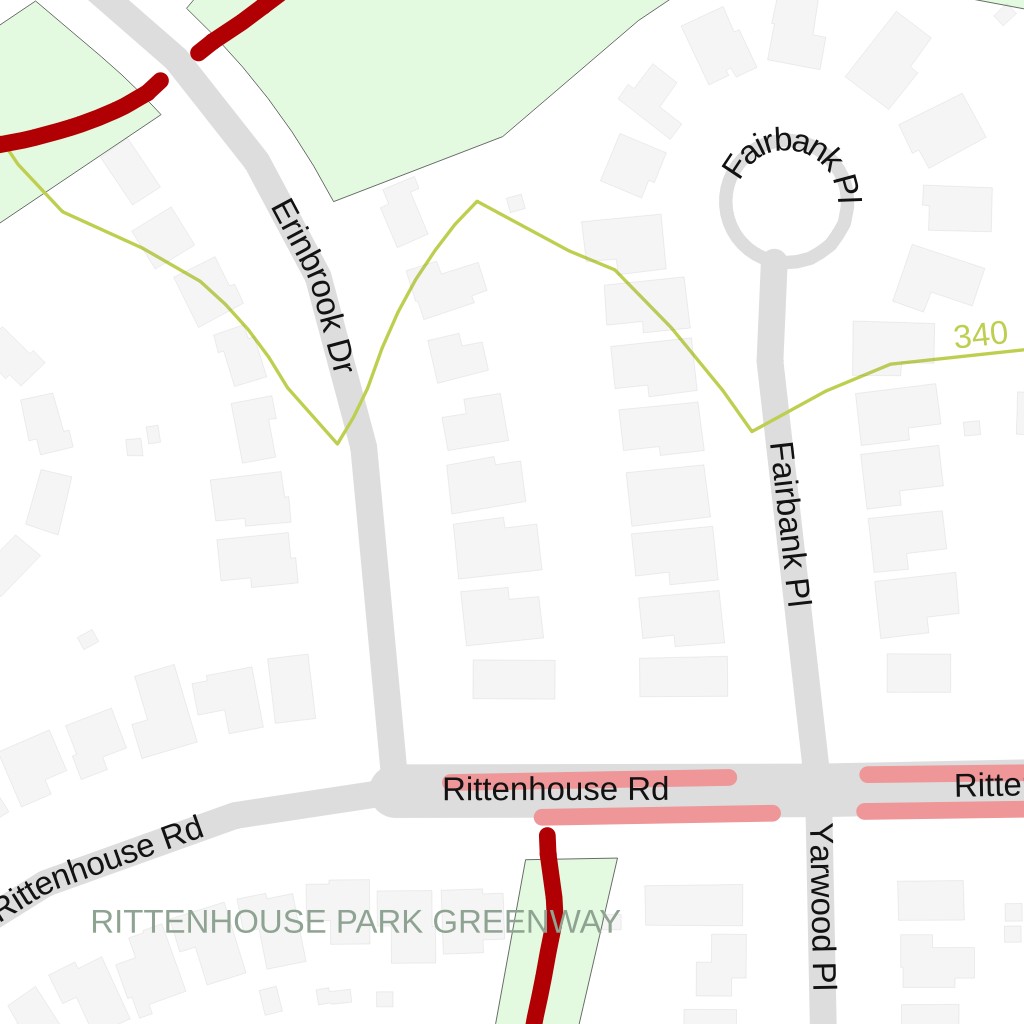 Fairbank Pl
Erinbrook Dr
340
Fairbank Pl
Rittenhouse Rd
Ritte
Rittenhouse Rd
Yarwood Pl
RITTENHOUSE PARK GREENWAY